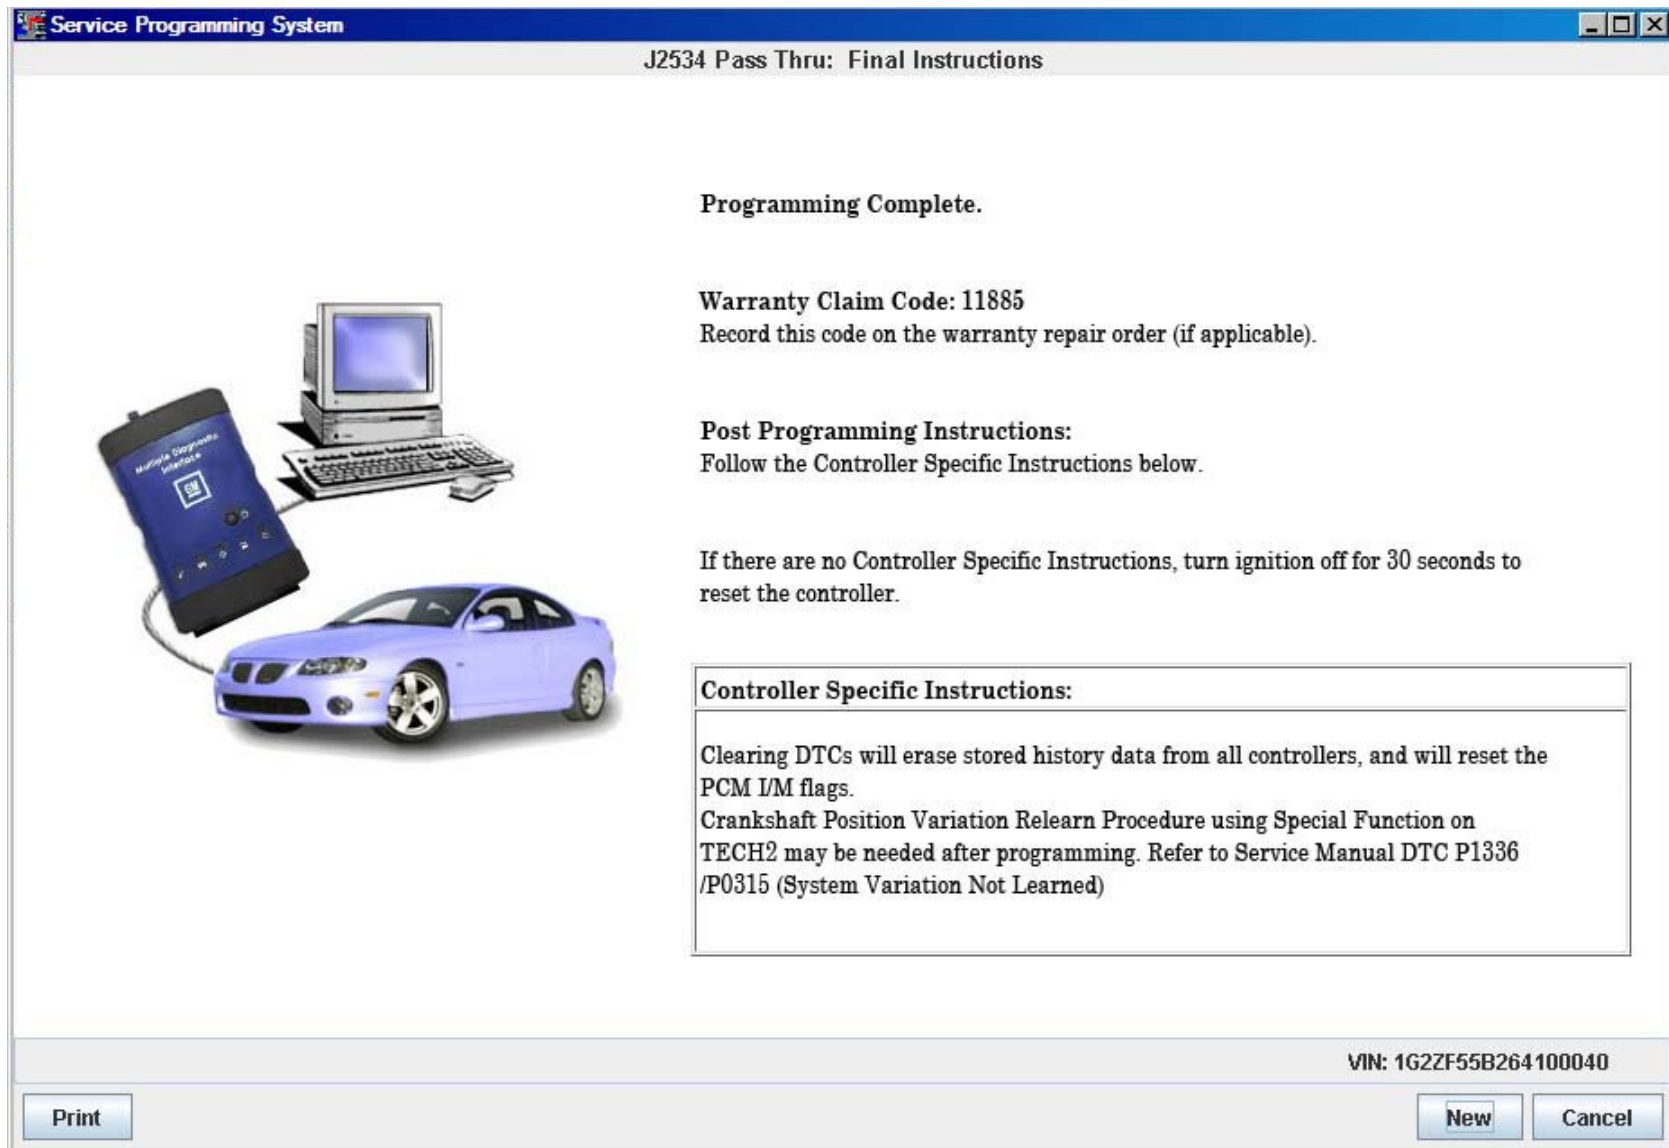 Service Programming System
J2534 Pass Thru: Final Instructions
Programming Complete.
Warranty Claim Code: 11885
Record this code on the warranty repair order (if applicable).
Post Programming Instructions:
Follow the Controller Specific Instructions below.
If there are no Controller Specific Instructions, turn ignition off for 30 seconds to
reset the controller.
Multiple Diagnostic
Interface
GM
Controller Specific Instructions:
Clearing DTCs will erase stored history data from all controllers, and will reset the
PCM I/M flags.
Crankshaft Position Variation Relearn Procedure using Special Function on
TECH2 may be needed after programming. Refer to Service Manual DTC P1336
/P0315 (System Variation Not Learned)
VIN: 1G2ZF55B264100040
Print
New
Cancel